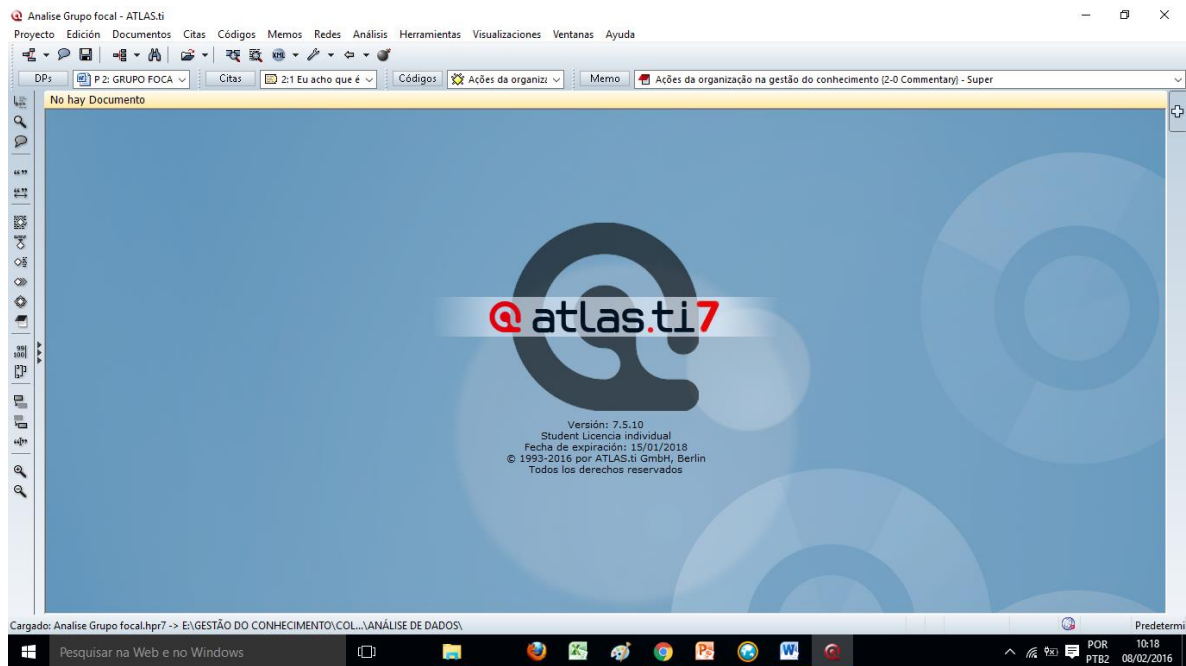 Analise Grupo focal - ATLAS.ti
Proyecto Edición Documentos Citas Códigos Memos Redes Análisis Herramientas Visualizaciones Ventanas Ayuda
DPs P 2: GRUPO FOCA Citas 2:1 Eu acho que é Códigos Ações da organiz Memo Ações da organização na gestão do conhecimento {2-0 Commentary} - Super
No hay Documento
atlas.ti7
Versión: 7.5.10
Student Licencia individual
Fecha de expiración: 15/01/2018
© 1993-2016 por ATLAS.ti GmbH, Berlin
Todos los derechos reservados
Cargado: Analise Grupo focal.hpr7 -> E:\GESTÃO DO CONHECIMENTO\COL...\ANÁLISE DE DADOS\ Predetermi
Pesquisar na Web e no Windows POR 10:18
PTB2 08/02/2016